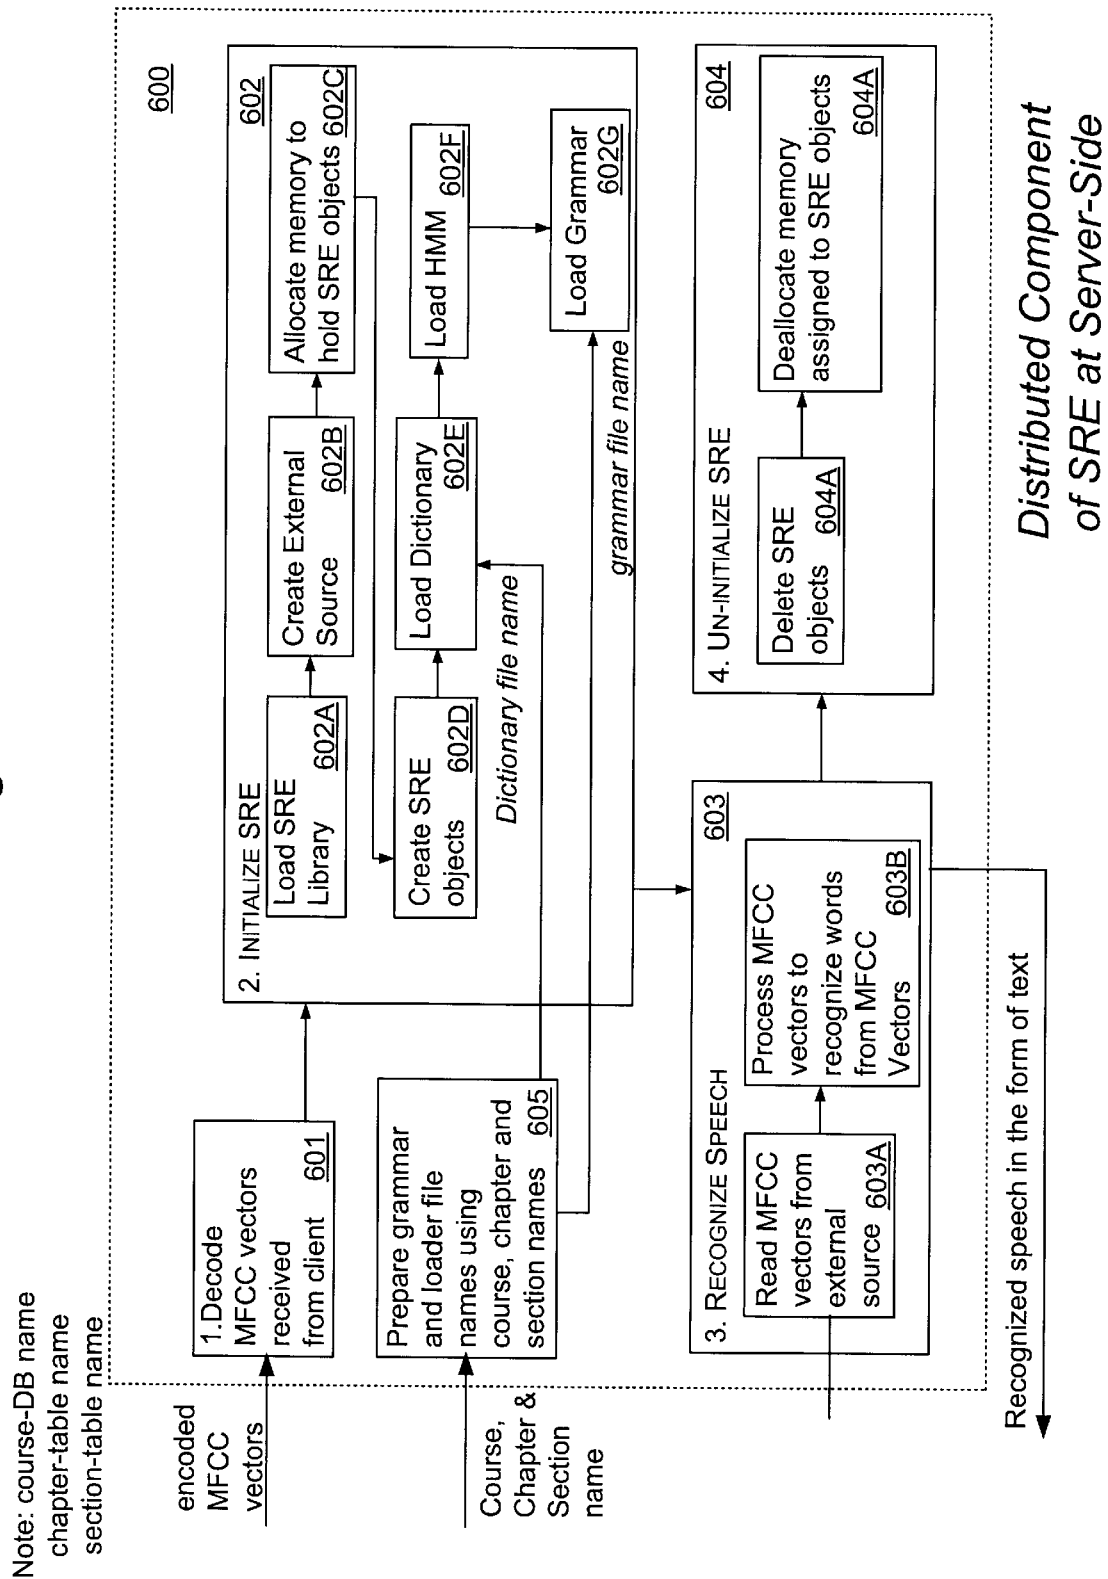 Note: course-DB name
chapter-table name
section-table name
encoded
MFCC
vectors
Course,
Chapter &
Section
name
600
1.Decode
MFCC vectors
received
from client 601
Prepare grammar
and loader file
names using
course, chapter and
section names 605
2. INITIALIZE SRE
602
Load SRE
Library 602A
Create External
Source 602B
Allocate memory to
hold SRE objects 602C
Create SRE
objects 602D
Load Dictionary
602E
Load HMM
602F
Dictionary file name
Load Grammar
602G
grammar file name
3. RECOGNIZE SPEECH
603
Read MFCC
vectors from
external
source 603A
Process MFCC
vectors to
recognize words
from MFCC
Vectors 603B
4. UN-INITIALIZE SRE
604
Delete SRE
objects 604A
Deallocate memory
assigned to SRE objects
604A
Recognized speech in the form of text
Distributed Component
of SRE at Server-Side